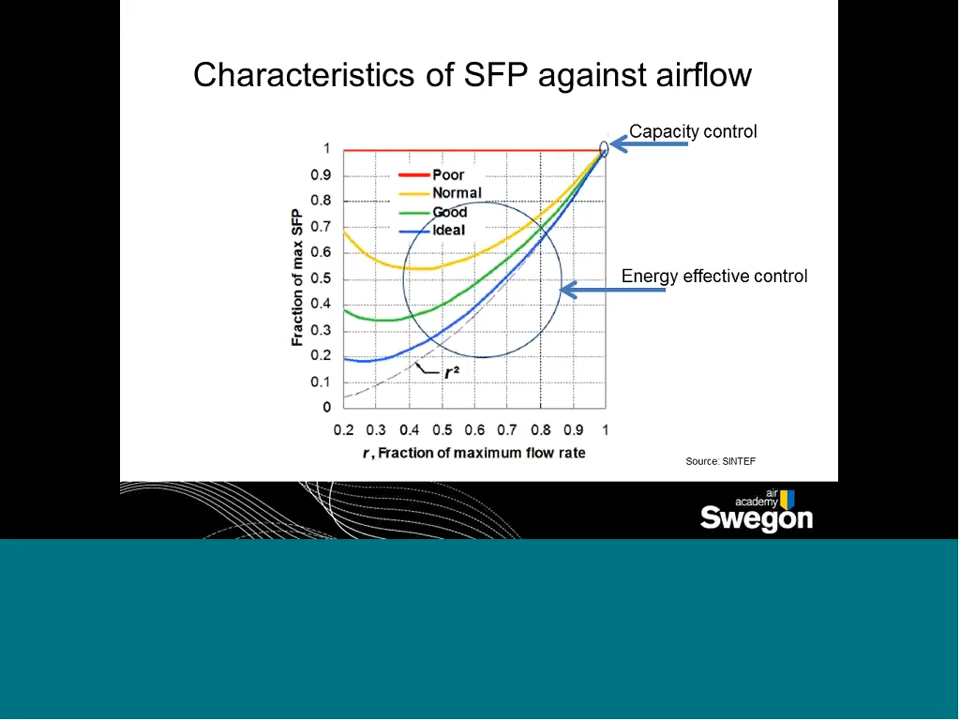 Characteristics of SFP against airflow
Capacity control
Poor
Normal
Good
Ideal
Energy effective control
Fraction of max SFP
1
0.9
0.8
0.7
0.6
0.5
0.4
0.3
0.2
0.1
0
r²
0.2 0.3 0.4 0.5 0.6 0.7 0.8 0.9 1
r, Fraction of maximum flow rate
Source: SINTEF
air
academy
Swegon